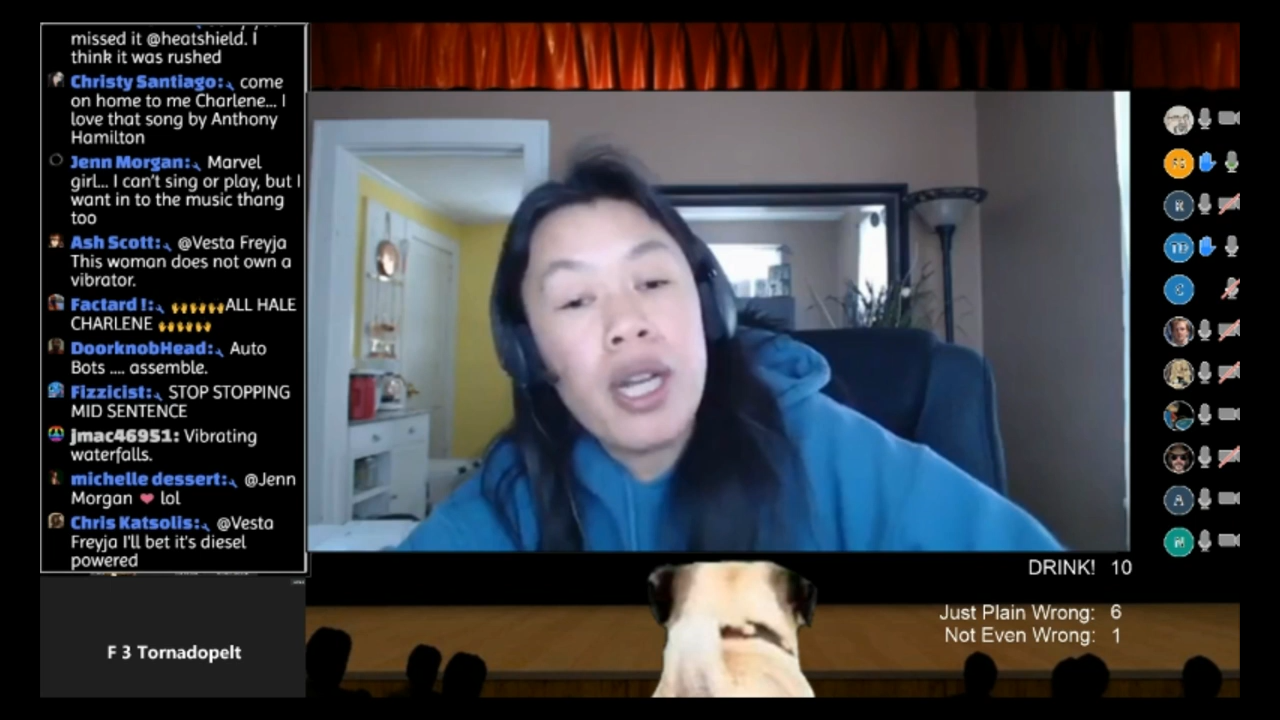 missed it @heatshield. I
think it was rushed
Christy Santiago: come
on home to me Charlene... I
love that song by Anthony
Hamilton
Jenn Morgan: Marvel
girl... I can't sing or play, but I
want in to the music thang
too
Ash Scott: @Vesta Freyja
This woman does not own a
vibrator.
Factard !: 🙌🙌🙌ALL HALE
CHARLENE 🙌🙌🙌
DoorknobHead: Auto
Bots .... assemble.
Fizzicist: STOP STOPPING
MID SENTENCE
jmac46951: Vibrating
waterfalls.
michelle dessert: @Jenn
Morgan ❤ lol
Chris Katsolis: @Vesta
Freyja I'll bet it's diesel
powered
F 3 Tornadopelt
DRINK! 10
Just Plain Wrong: 6
Not Even Wrong: 1
K
C
A
M